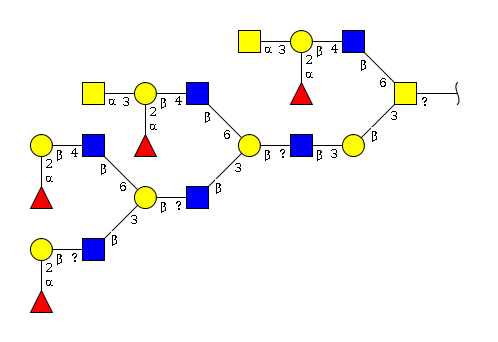 α 3 β 4
2 α β 6
α 3 β 4 ?
2 α β 3 β
β 4 6 β ? β 3
2 α β 3 β
6 β ?
3
β ? β
2
α